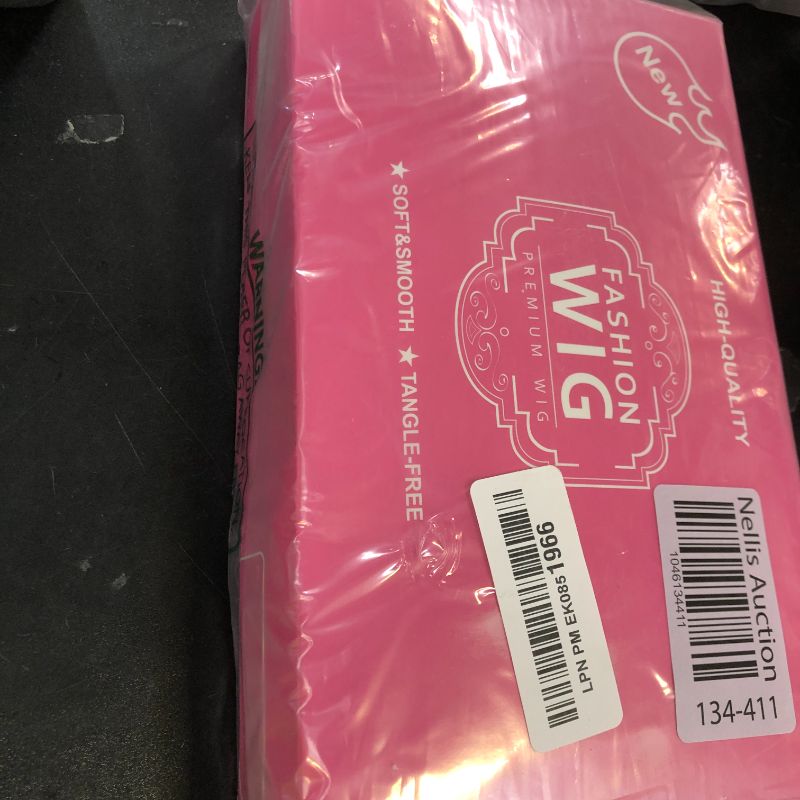 New
HIGH-QUALITY
FASHION
WIG
PREMIUM WIG
★ SOFT&SMOOTH ★ TANGLE-FREE
Nellis Auction
1046134411
134-411
LPN PM EK0851966
WARNING